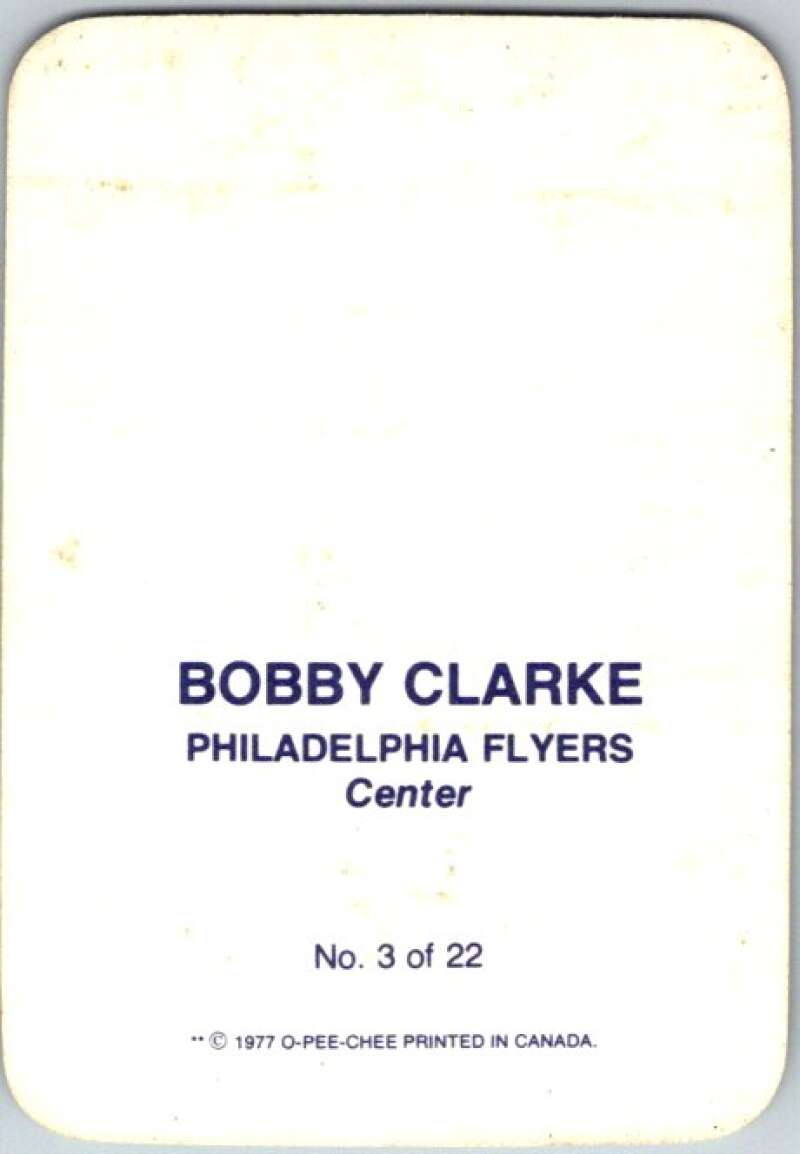 BOBBY CLARKE
PHILADELPHIA FLYERS
Center
No. 3 of 22
** © 1977 O-PEE-CHEE PRINTED IN CANADA.